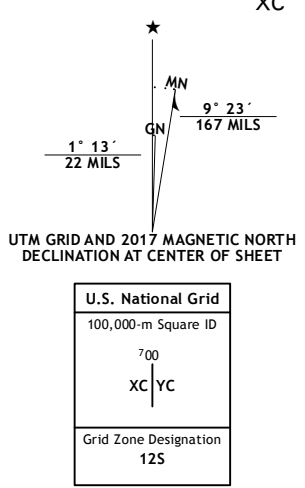 XC
★
MN
9° 23´
167 MILS
GN
1° 13´
22 MILS
UTM GRID AND 2017 MAGNETIC NORTH
DECLINATION AT CENTER OF SHEET
U.S. National Grid
100,000-m Square ID
⁷00
XC YC
Grid Zone Designation
12S